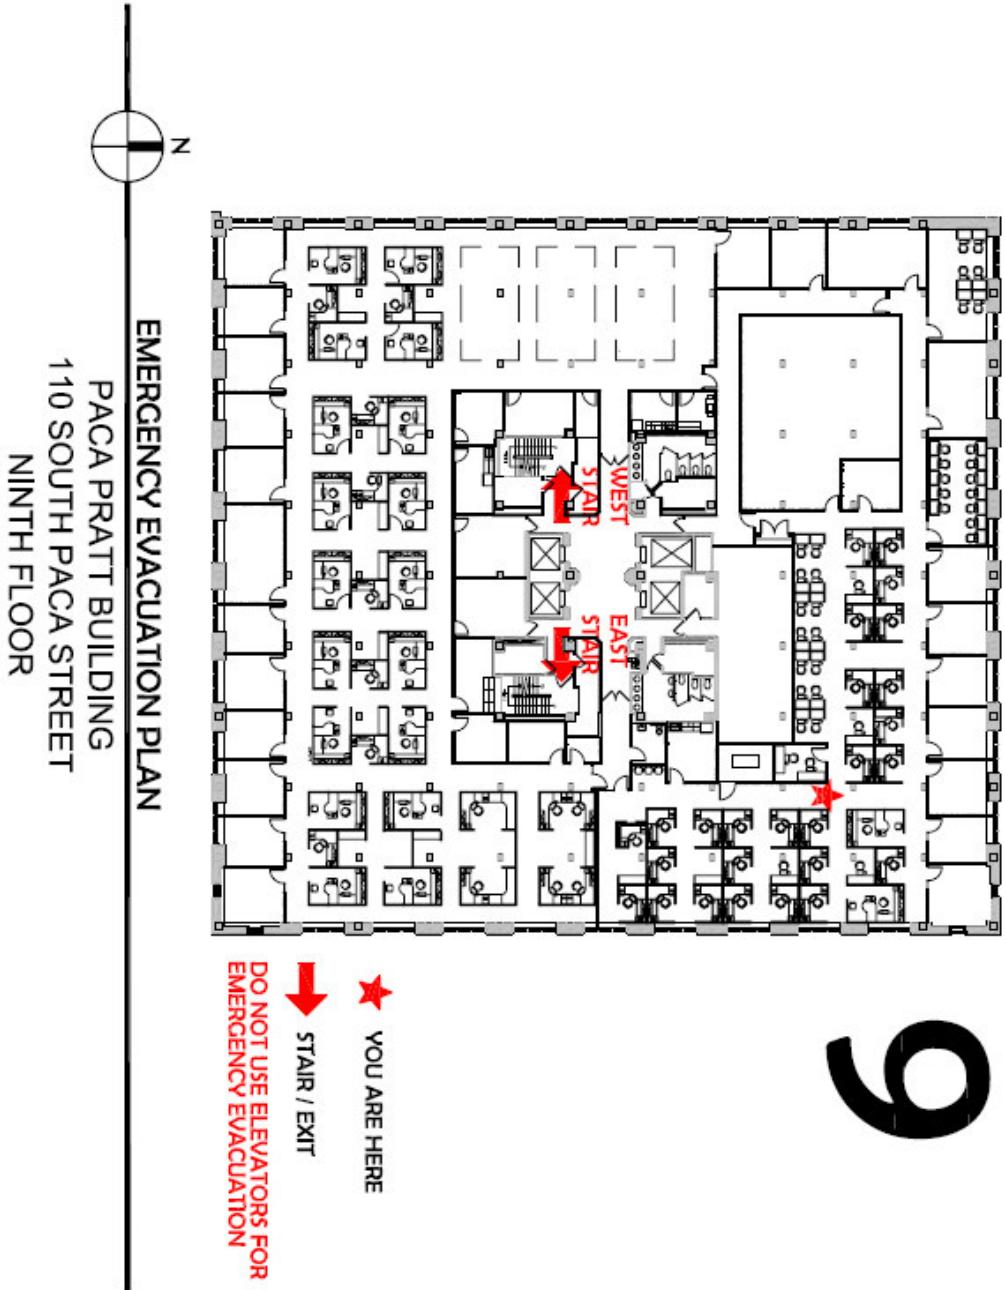 9
N
WEST
STAIR
EAST
STAIR
YOU ARE HERE
STAIR / EXIT
DO NOT USE ELEVATORS FOR
EMERGENCY EVACUATION
EMERGENCY EVACUATION PLAN
PACA PRATT BUILDING
110 SOUTH PACA STREET
NINTH FLOOR